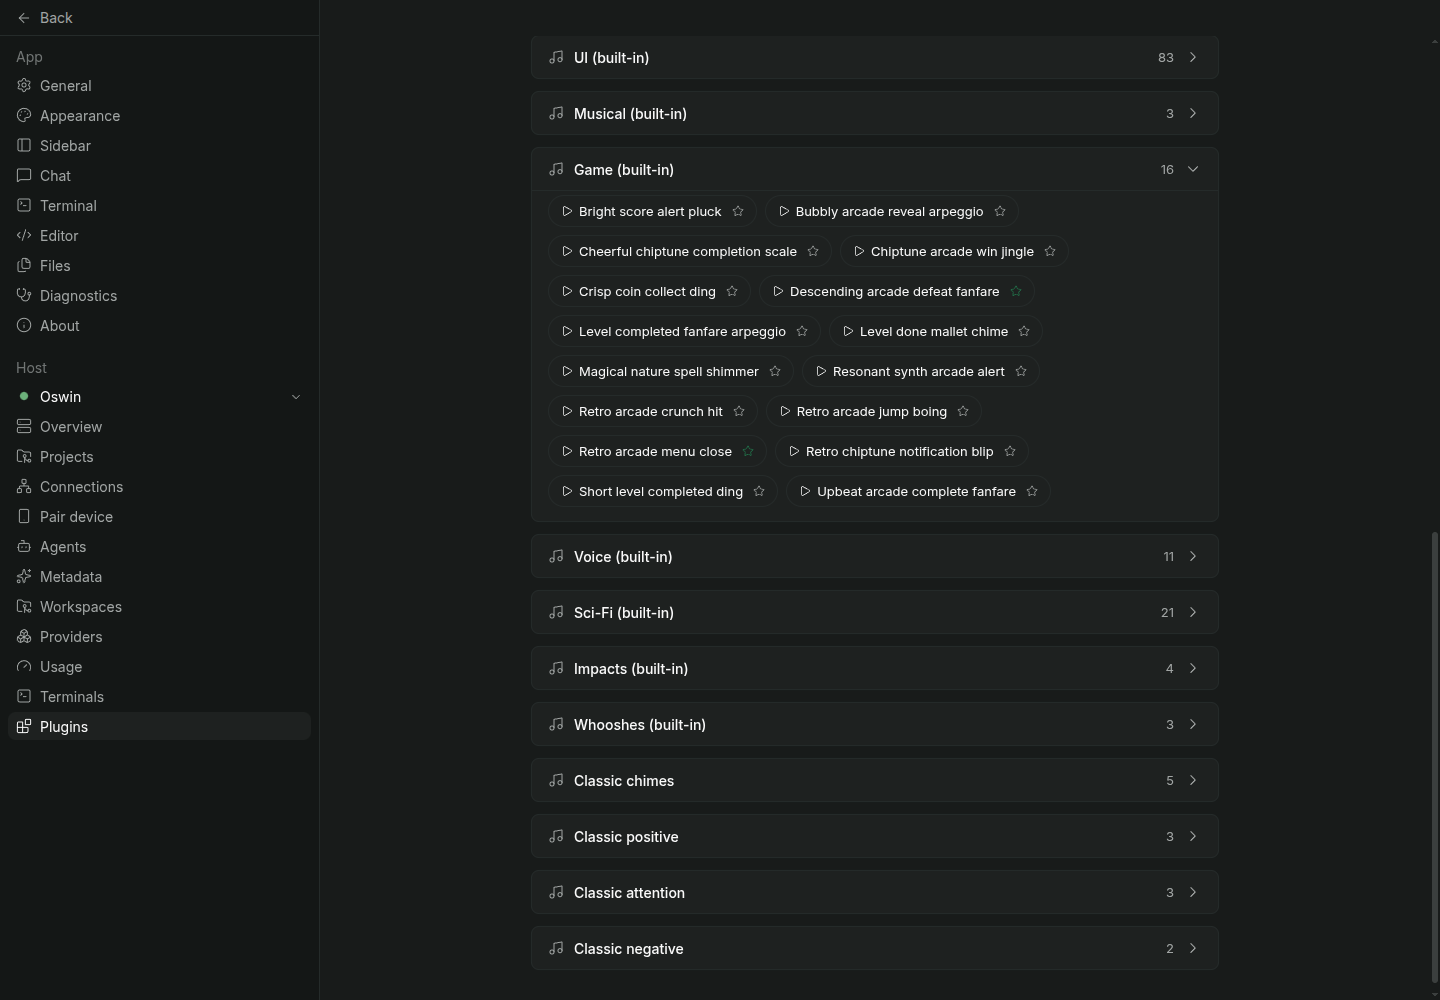 Back
App
General
Appearance
Sidebar
Chat
Terminal
Editor
Files
Diagnostics
About
Host
Oswin
Overview
Projects
Connections
Pair device
Agents
Metadata
Workspaces
Providers
Usage
Terminals
Plugins
UI (built-in) 83
Musical (built-in) 3
Game (built-in) 16
Bright score alert pluck Bubbly arcade reveal arpeggio
Cheerful chiptune completion scale Chiptune arcade win jingle
Crisp coin collect ding Descending arcade defeat fanfare
Level completed fanfare arpeggio Level done mallet chime
Magical nature spell shimmer Resonant synth arcade alert
Retro arcade crunch hit Retro arcade jump boing
Retro arcade menu close Retro chiptune notification blip
Short level completed ding Upbeat arcade complete fanfare
Voice (built-in) 11
Sci-Fi (built-in) 21
Impacts (built-in) 4
Whooshes (built-in) 3
Classic chimes 5
Classic positive 3
Classic attention 3
Classic negative 2